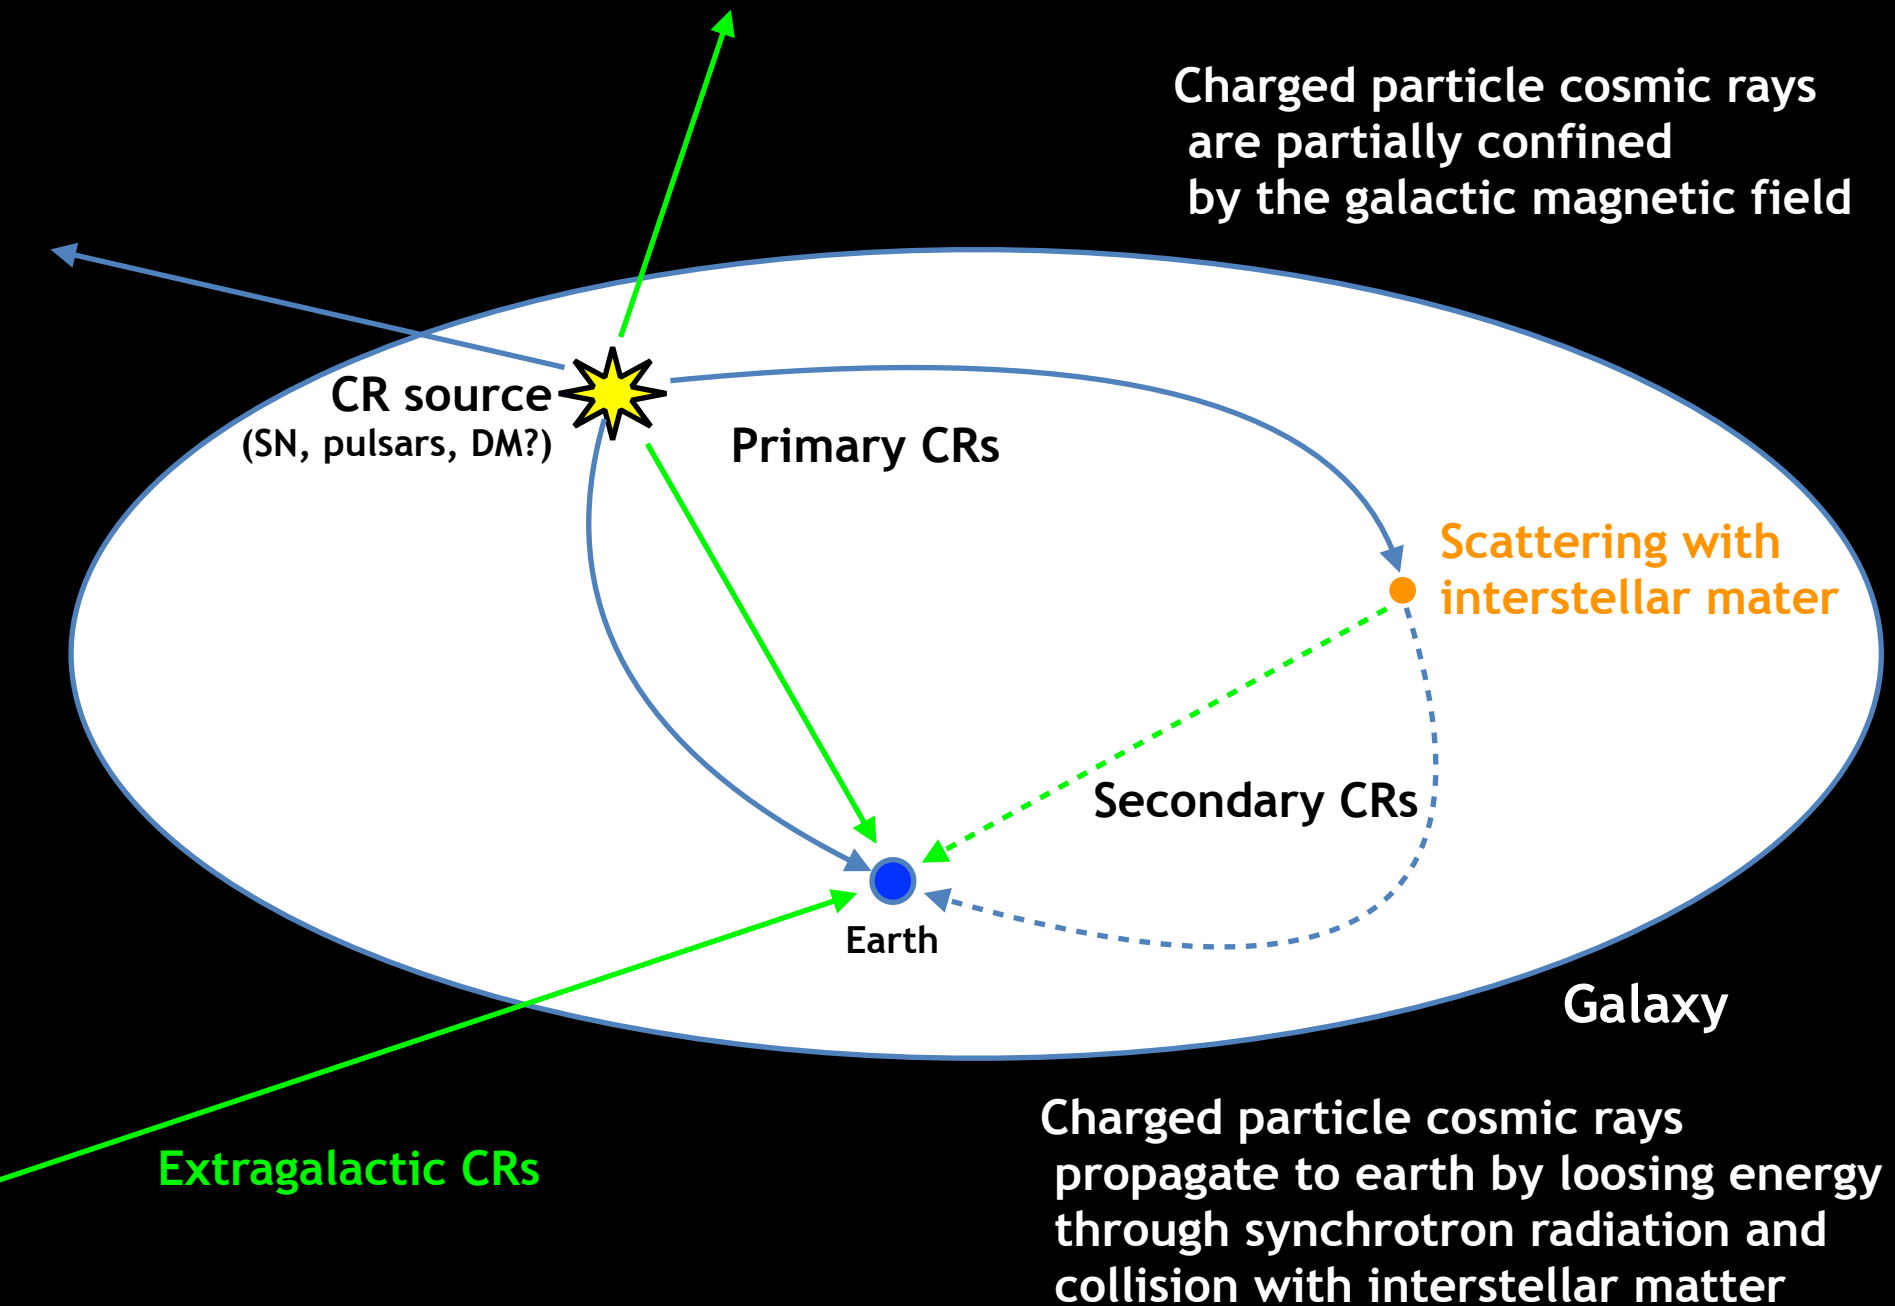 Charged particle cosmic rays
are partially confined
by the galactic magnetic field
CR source
(SN, pulsars, DM?)
Primary CRs
Scattering with
interstellar mater
Secondary CRs
Earth
Galaxy
Extragalactic CRs
Charged particle cosmic rays
propagate to earth by loosing energy
through synchrotron radiation and
collision with interstellar matter